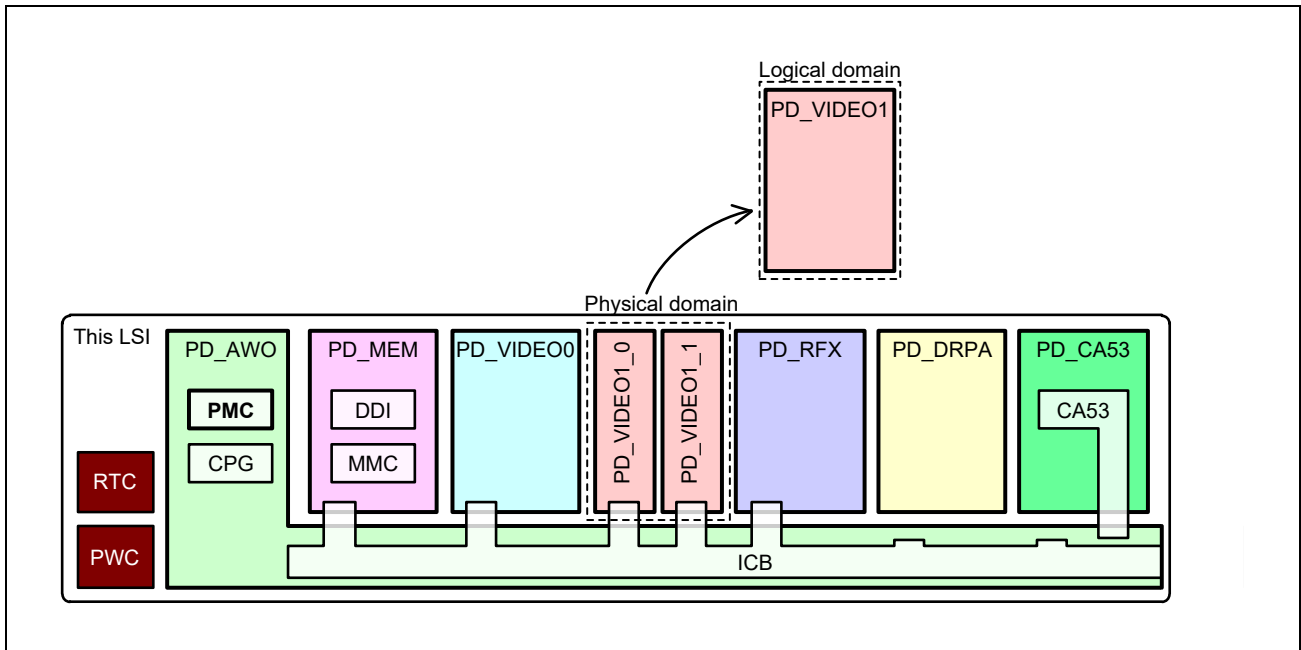 Logical domain
PD_VIDEO1
Physical domain
This LSI
PD_AWO
PD_MEM
PD_VIDEO0
PD_VIDEO1_0
PD_VIDEO1_1
PD_RFX
PD_DRPA
PD_CA53
PMC
DDI
CA53
CPG
MMC
RTC
PWC
ICB